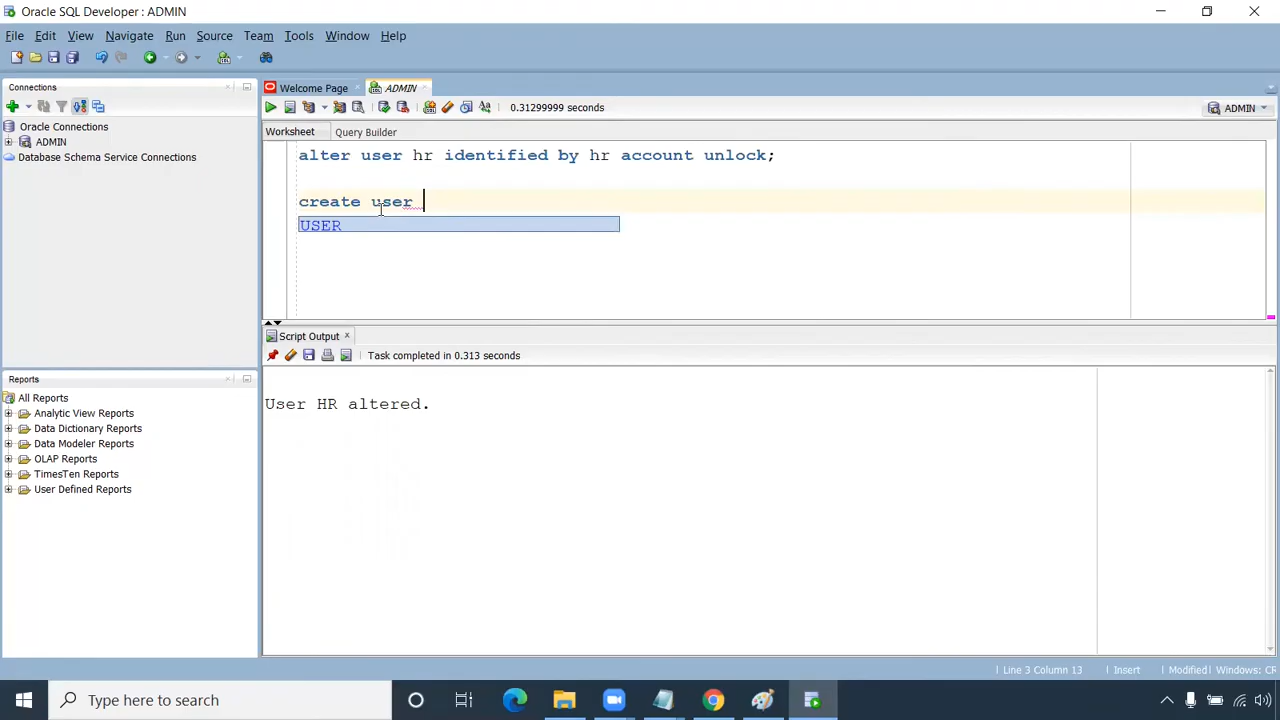 Oracle SQL Developer : ADMIN
File Edit View Navigate Run Source Team Tools Window Help
Connections
Oracle Connections
ADMIN
Database Schema Service Connections
Reports
All Reports
Analytic View Reports
Data Dictionary Reports
Data Modeler Reports
OLAP Reports
TimesTen Reports
User Defined Reports
Welcome Page ADMIN
0.31299999 seconds
ADMIN
Worksheet Query Builder
alter user hr identified by hr account unlock;
create user
USER
Script Output
Task completed in 0.313 seconds
User HR altered.
Line 3 Column 13 Insert Modified Windows: CR
Type here to search